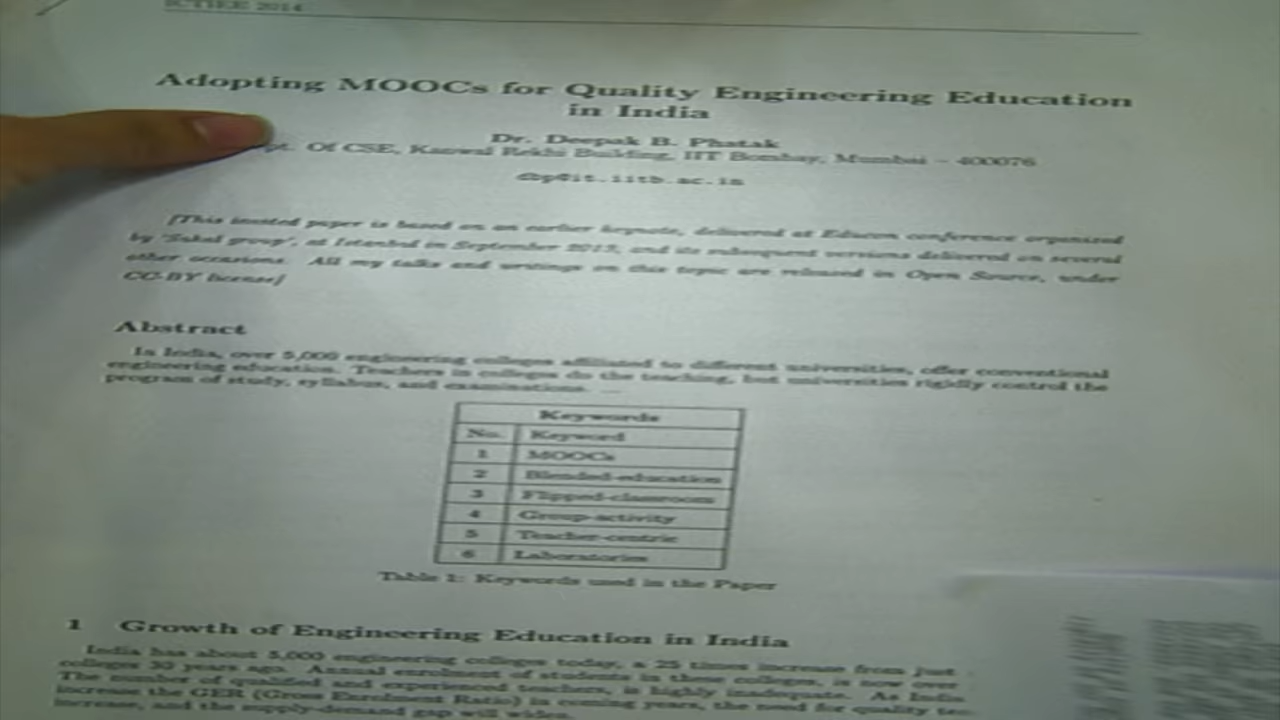 ICTIEE 2014
Adopting MOOCs for Quality Engineering Education
in India
Dr. Deepak B. Phatak
pt. Of CSE, Kanwal Rekhi Building, IIT Bombay, Mumbai – 400076
dbp@it.iitb.ac.in
[This invited paper is based on an earlier keynote, delivered at Educon conference organized
by 'Sakal group', at Istanbul in September 2013, and its subsequent versions delivered on several
other occasions. All my talks and writings on this topic are released in Open Source, under
CC-BY license]
Abstract
In India, over 5,000 engineering colleges affiliated to different universities, offer conventional
engineering education. Teachers in colleges do the teaching, but universities rigidly control the
program of study, syllabus, and examinations.
Keywords
No. Keyword
1 MOOCs
2 Blended-education
3 Flipped-classroom
4 Group-activity
5 Teacher-centric
6 Laboratories
Table 1: Keywords used in the Paper
1 Growth of Engineering Education in India
India has about 5,000 engineering colleges today, a 25 times increase from just
colleges 30 years ago. Annual enrolment of students in these colleges, is now over
The number of qualified and experienced teachers, is highly inadequate. As India
increase the GER (Gross Enrolment Ratio) in coming years, the need for quality
increase, and the supply-demand gap will widen.